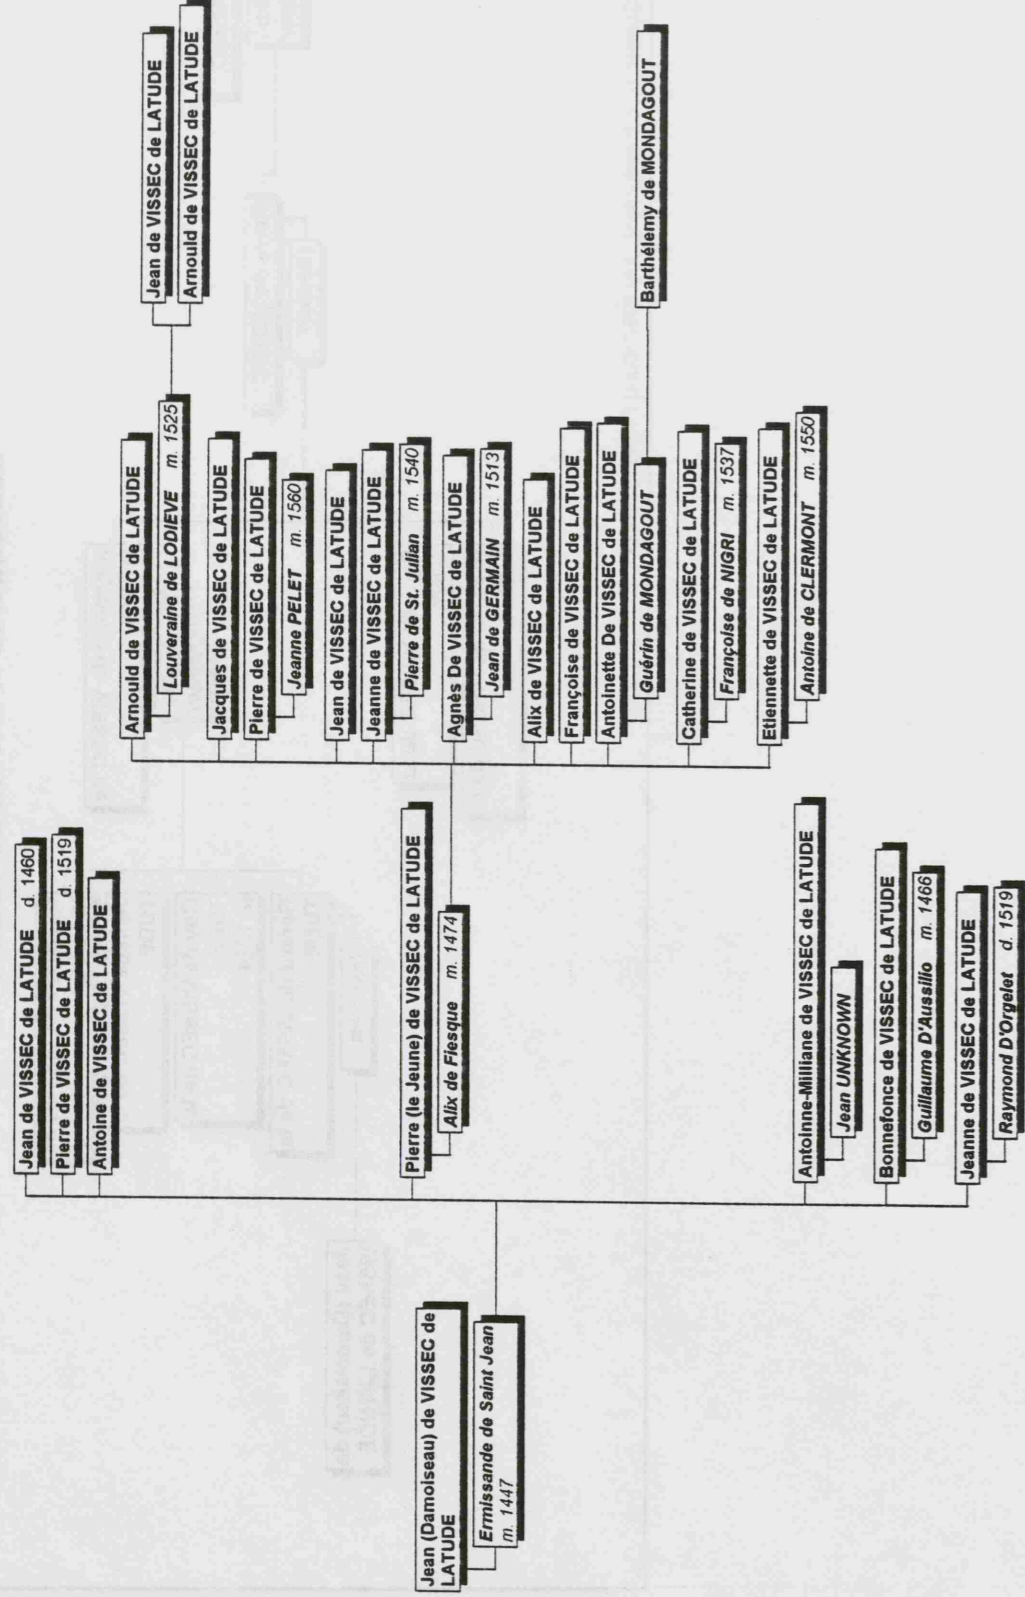 Jean (Damoiseau) de VISSEC de
LATUDE
Ermissande de Saint Jean
m. 1447
Jean de VISSEC de LATUDE d. 1460
Pierre de VISSEC de LATUDE d. 1519
Antoine de VISSEC de LATUDE
Pierre (le Jeune) de VISSEC de LATUDE
Alix de Fiesque m. 1474
Antoinne-Milliane de VISSEC de LATUDE
Jean UNKNOWN
Bonnefonce de VISSEC de LATUDE
Guillaume D'Aussillo m. 1466
Jeanne de VISSEC de LATUDE
Raymond D'Orgelet d. 1519
Arnould de VISSEC de LATUDE
Louveraine de LODIEVE m. 1525
Jacques de VISSEC de LATUDE
Pierre de VISSEC de LATUDE
Jeanne PELET m. 1560
Jean de VISSEC de LATUDE
Jeanne de VISSEC de LATUDE
Pierre de St. Julian m. 1540
Agnès De VISSEC de LATUDE
Jean de GERMAIN m. 1513
Alix de VISSEC de LATUDE
Françoise de VISSEC de LATUDE
Antoinette De VISSEC de LATUDE
Guérin de MONDAGOUT
Catherine de VISSEC de LATUDE
Françoise de NIGRI m. 1537
Etiennette de VISSEC de LATUDE
Antoine de CLERMONT m. 1550
Jean de VISSEC de LATUDE
Arnould de VISSEC de LATUDE
Barthélemy de MONDAGOUT